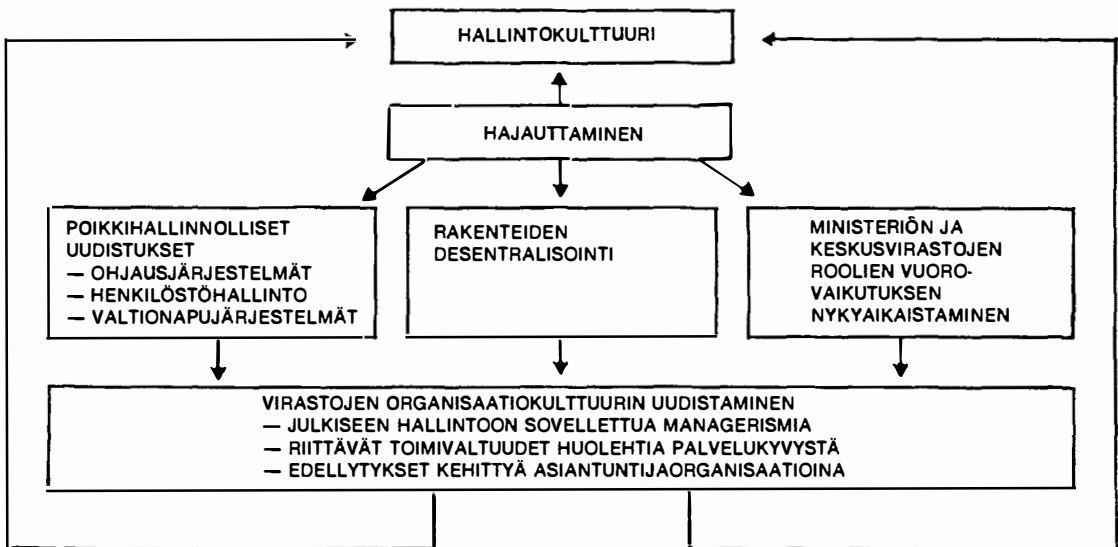 HALLINTOKULTTUURI
HAJAUTTAMINEN
POIKKIHALLINNOLLISET
UUDISTUKSET
— OHJAUSJÄRJESTELMÄT
— HENKILÖSTÖHALLINTO
— VALTIONAPUJÄRJESTELMÄT
RAKENTEIDEN
DESENTRALISOINTI
MINISTERIÖN JA
KESKUSVIRASTOJEN
ROOLIEN VUORO-
VAIKUTUKSEN
NYKYAIKAISTAMINEN
VIRASTOJEN ORGANISAATIOKULTTUURIN UUDISTAMINEN
— JULKISEEN HALLINTOON SOVELLETTUA MANAGERISMIA
— RIITTÄVÄT TOIMIVALTUUDET HUOLEHTIA PALVELUKYVYSTÄ
— EDELLYTYKSET KEHITTYÄ ASIANTUNTIJAORGANISAATIOINA